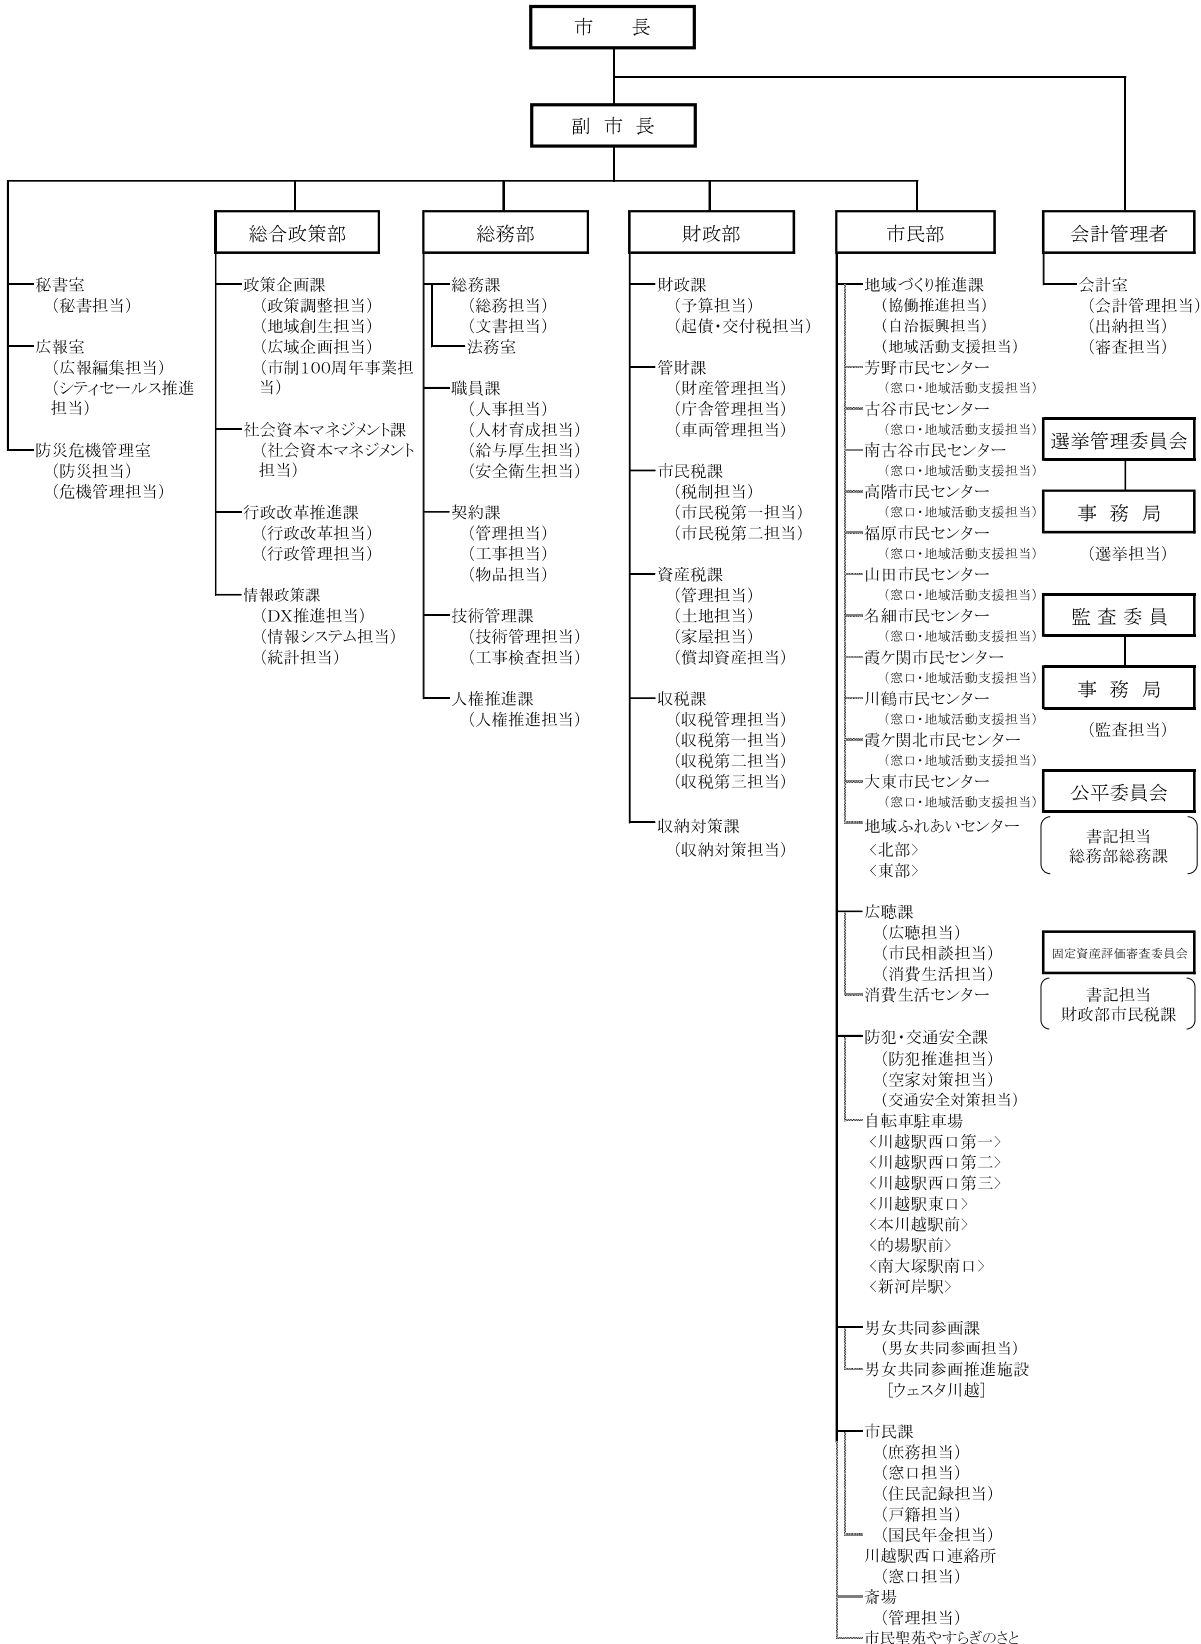 市　　長
副 市 長
秘書室
（秘書担当）
広報室
（広報編集担当）
（シティセールス推進
担当）
防災危機管理室
（防災担当）
（危機管理担当）
総合政策部
政策企画課
（政策調整担当）
（地域創生担当）
（広域企画担当）
（市制100周年事業担
当）
社会資本マネジメント課
（社会資本マネジメント
担当）
行政改革推進課
（行政改革担当）
（行政管理担当）
情報政策課
（DX推進担当）
（情報システム担当）
（統計担当）
総務部
総務課
（総務担当）
（文書担当）
法務室
職員課
（人事担当）
（人材育成担当）
（給与厚生担当）
（安全衛生担当）
契約課
（管理担当）
（工事担当）
（物品担当）
技術管理課
（技術管理担当）
（工事検査担当）
人権推進課
（人権推進担当）
財政部
財政課
（予算担当）
（起債・交付税担当）
管財課
（財産管理担当）
（庁舎管理担当）
（車両管理担当）
市民税課
（税制担当）
（市民税第一担当）
（市民税第二担当）
資産税課
（管理担当）
（土地担当）
（家屋担当）
（償却資産担当）
収税課
（収税管理担当）
（収税第一担当）
（収税第二担当）
（収税第三担当）
収納対策課
（収納対策担当）
市民部
地域づくり推進課
（協働推進担当）
（自治振興担当）
（地域活動支援担当）
芳野市民センター
（窓口・地域活動支援担当）
古谷市民センター
（窓口・地域活動支援担当）
南古谷市民センター
（窓口・地域活動支援担当）
高階市民センター
（窓口・地域活動支援担当）
福原市民センター
（窓口・地域活動支援担当）
山田市民センター
（窓口・地域活動支援担当）
名細市民センター
（窓口・地域活動支援担当）
霞ケ関市民センター
（窓口・地域活動支援担当）
川鶴市民センター
（窓口・地域活動支援担当）
霞ケ関北市民センター
（窓口・地域活動支援担当）
大東市民センター
（窓口・地域活動支援担当）
地域ふれあいセンター
＜北部＞
＜東部＞
広聴課
（広聴担当）
（市民相談担当）
（消費生活担当）
消費生活センター
防犯・交通安全課
（防犯推進担当）
（空家対策担当）
（交通安全対策担当）
自転車駐車場
＜川越駅西口第一＞
＜川越駅西口第二＞
＜川越駅西口第三＞
＜川越駅東口＞
＜本川越駅前＞
＜的場駅前＞
＜南大塚駅南口＞
＜新河岸駅＞
男女共同参画課
（男女共同参画担当）
男女共同参画推進施設
［ウェスタ川越］
市民課
（庶務担当）
（窓口担当）
（住民記録担当）
（戸籍担当）
（国民年金担当）
川越駅西口連絡所
（窓口担当）
斎場
（管理担当）
市民聖苑やすらぎのさと
会計管理者
会計室
（会計管理担当）
（出納担当）
（審査担当）
選挙管理委員会
事 務 局
（選挙担当）
監 査 委 員
事 務 局
（監査担当）
公平委員会
書記担当
総務部総務課
固定資産評価審査委員会
書記担当
財政部市民税課